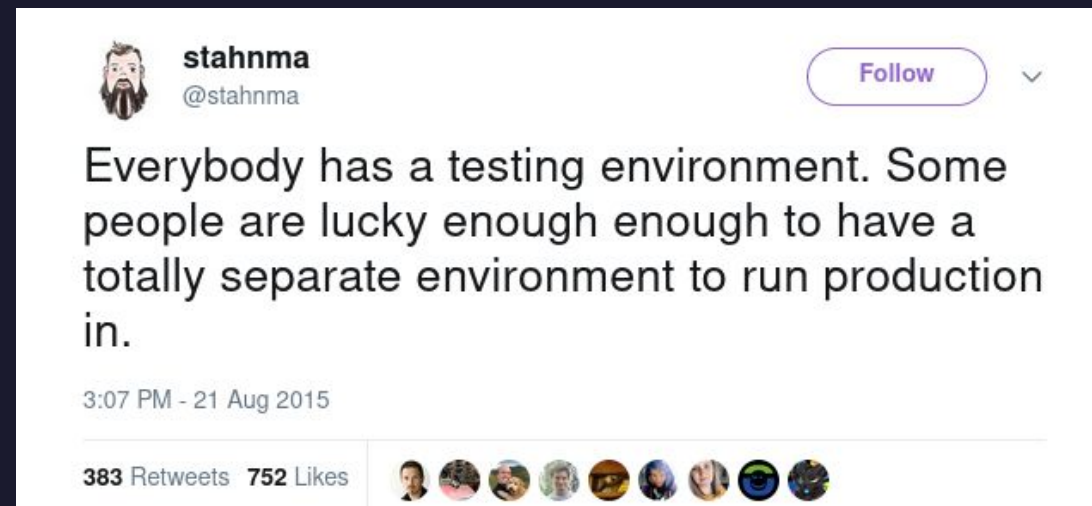 stahnma
@stahnma
Follow
Everybody has a testing environment. Some
people are lucky enough enough to have a
totally separate environment to run production
in.
3:07 PM - 21 Aug 2015
383 Retweets 752 Likes